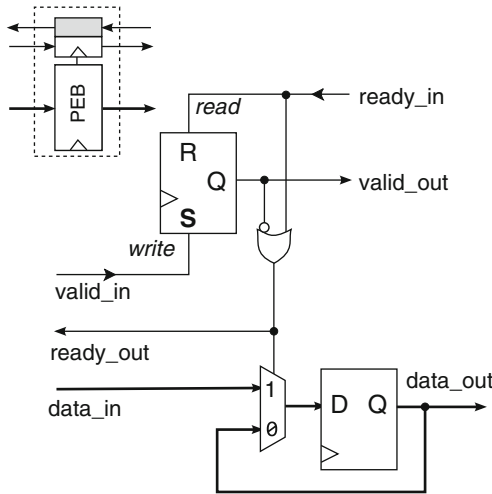 PEB
read
ready_in
R
Q
valid_out
S
write
valid_in
ready_out
1
data_out
data_in
D Q
0